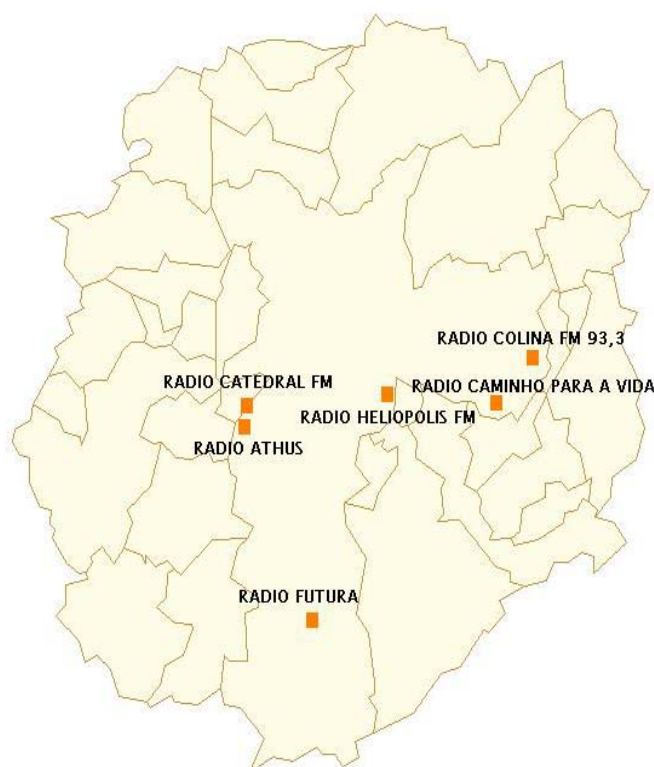 RADIO COLINA FM 93,3
RADIO CATEDRAL FM
RADIO CAMINHO PARA A VIDA
RADIO HELIOPOLIS FM
RADIO ATHUS
RADIO FUTURA